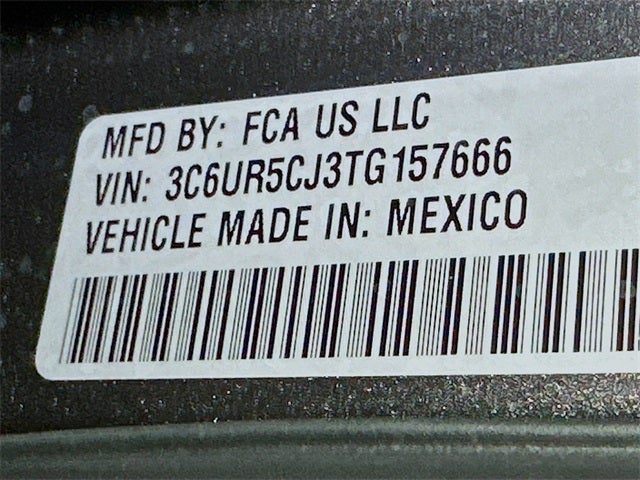 MFD BY: FCA US LLC
VIN: 3C6UR5CJ3TG157666
VEHICLE MADE IN: MEXICO